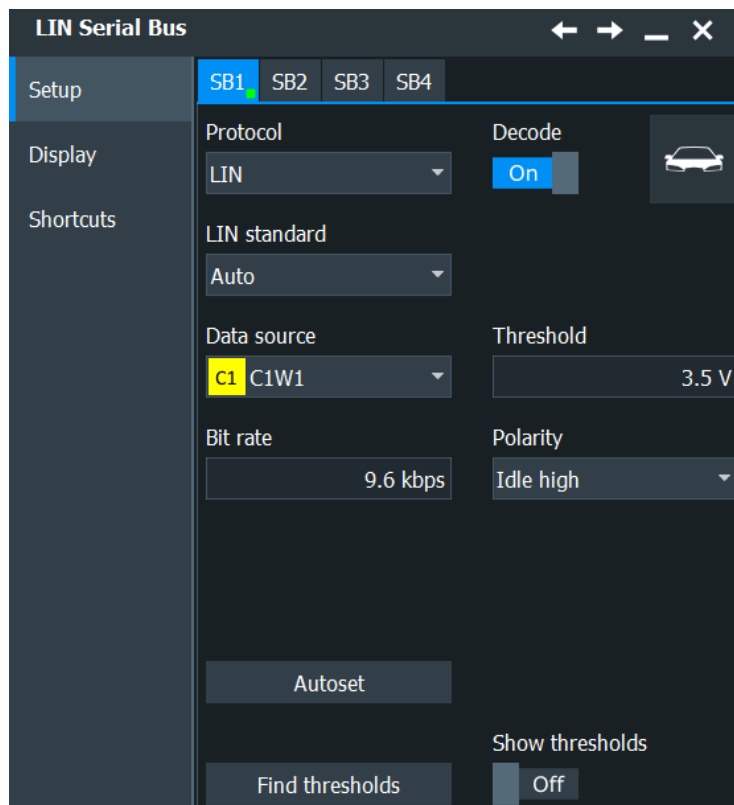 LIN Serial Bus
Setup
Display
Shortcuts
SB1 SB2 SB3 SB4
Protocol Decode
LIN On
LIN standard
Auto
Data source Threshold
C1 C1W1 3.5 V
Bit rate Polarity
9.6 kbps Idle high
Autoset
Show thresholds
Find thresholds Off